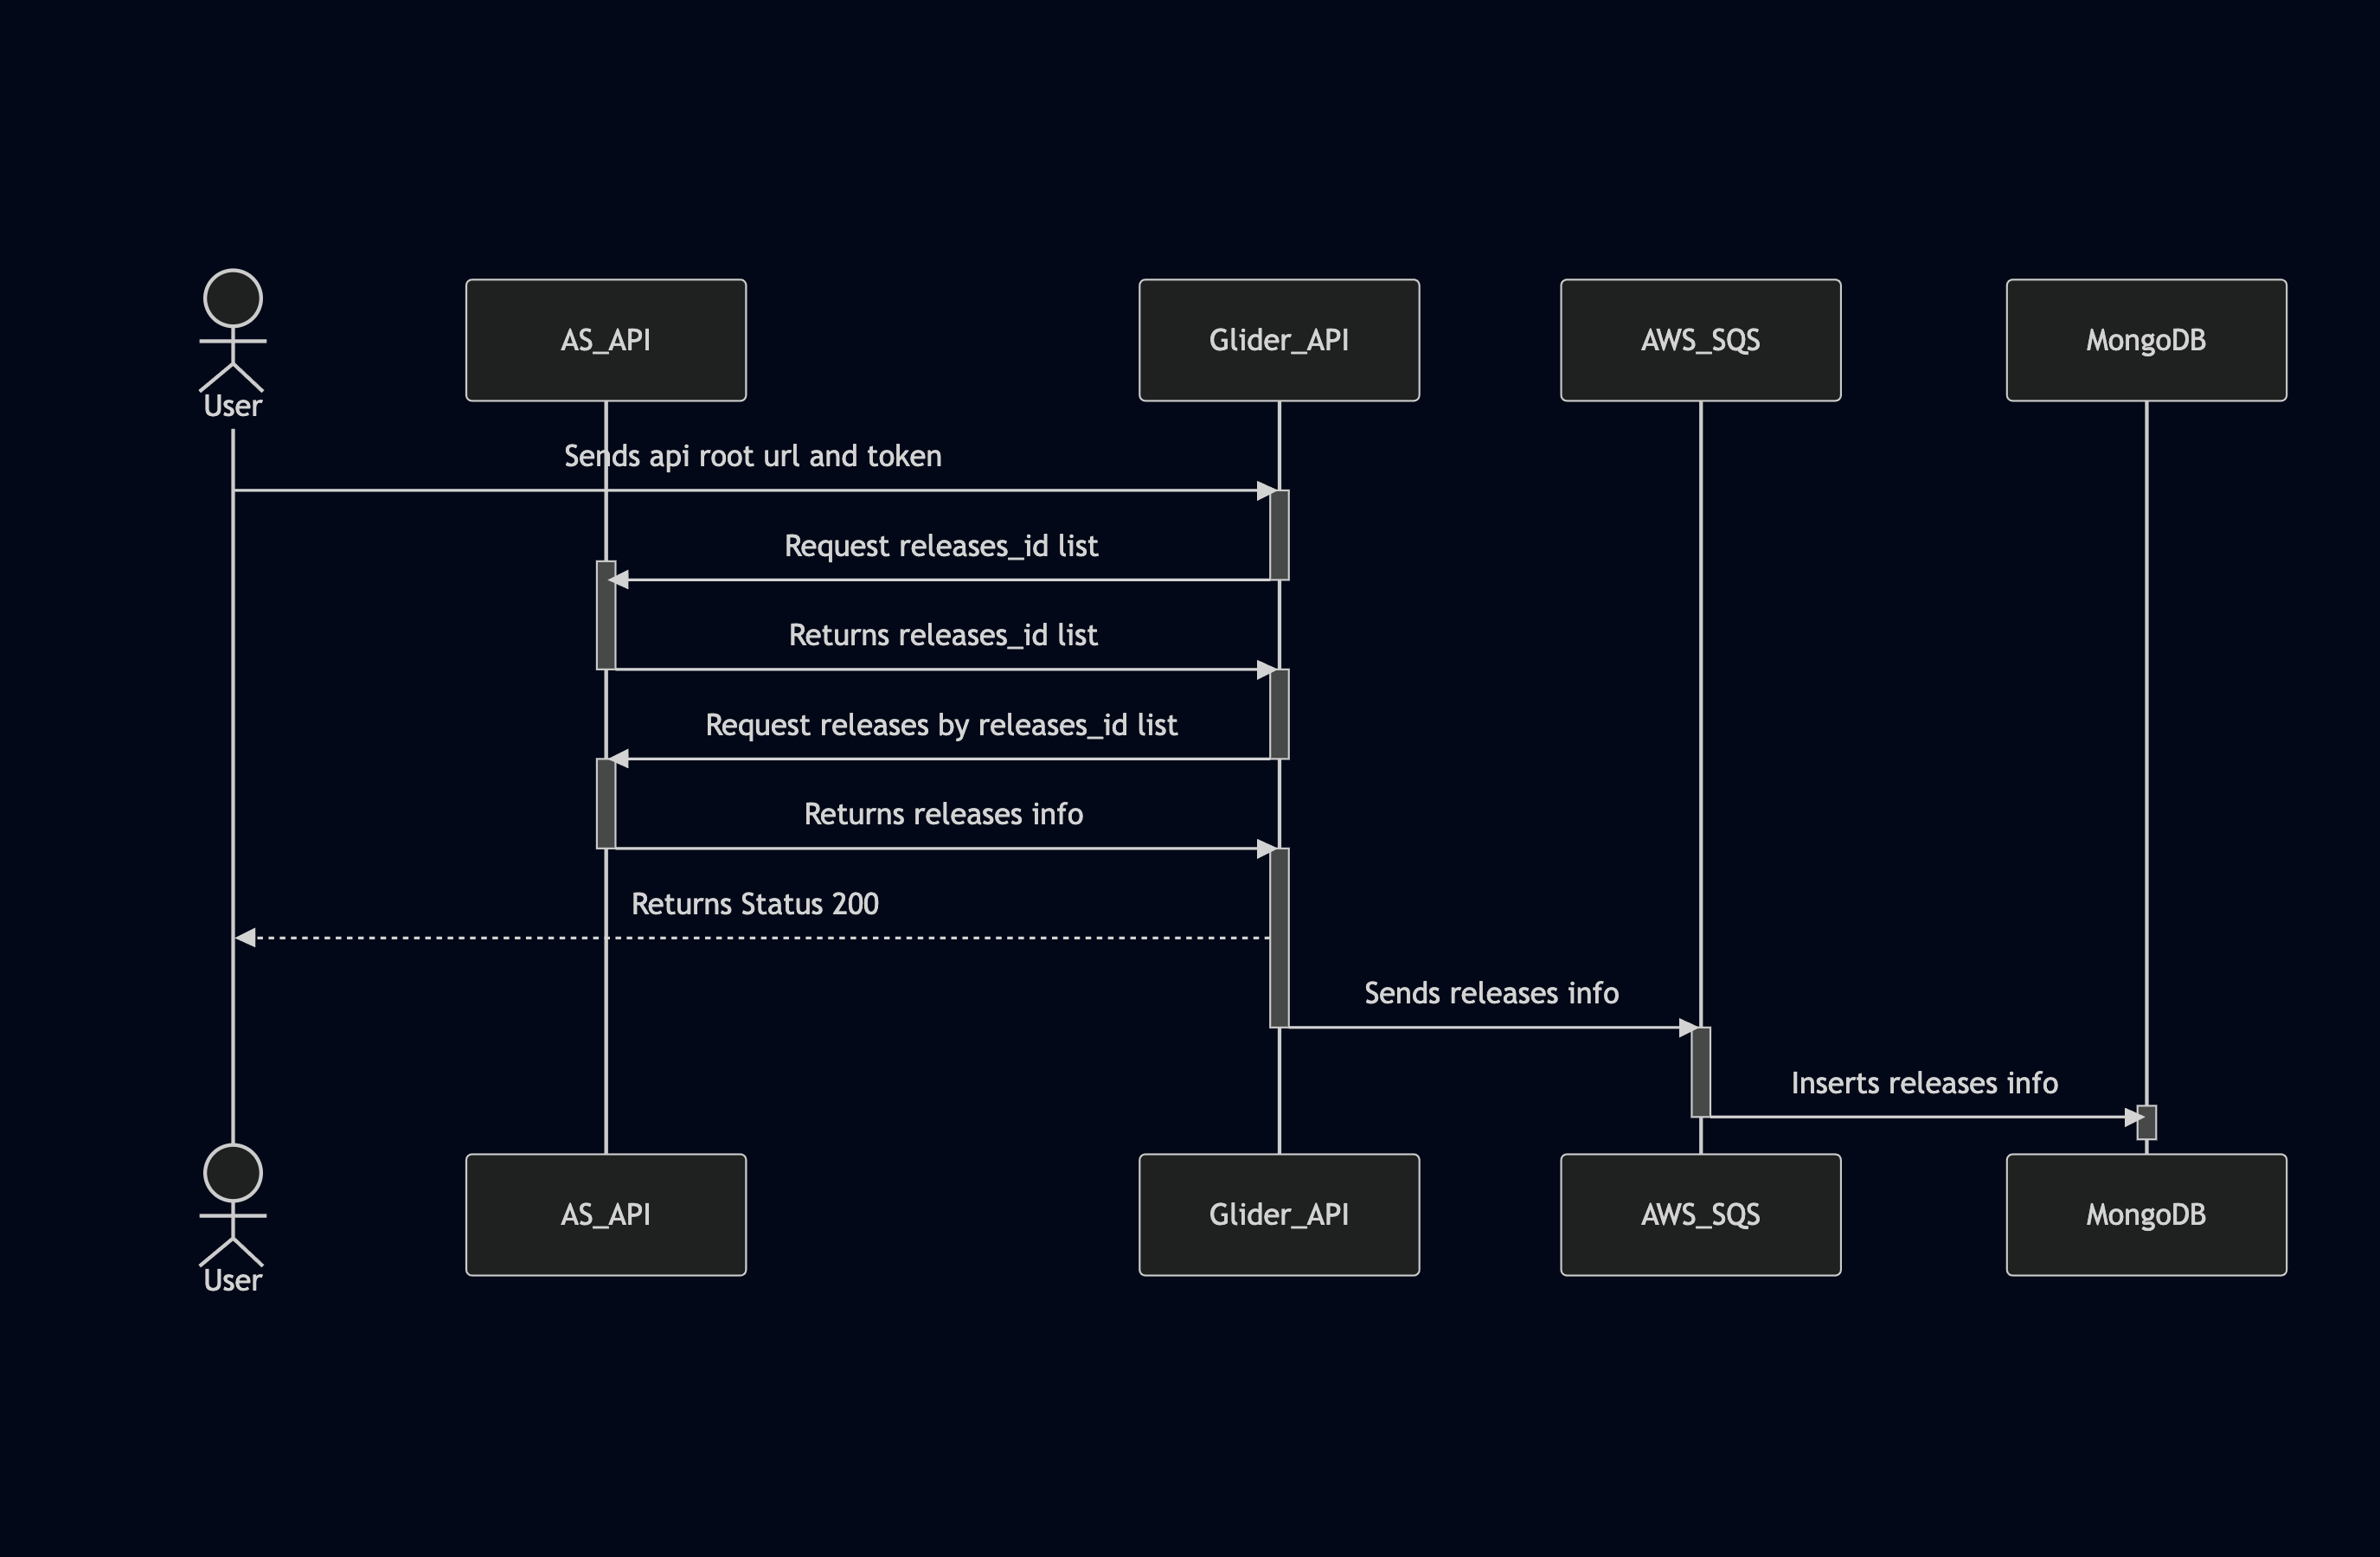 AS_API
Glider_API
AWS_SQS
MongoDB
User
Sends api root url and token
Request releases_id list
Returns releases_id list
Request releases by releases_id list
Returns releases info
Returns Status 200
Sends releases info
Inserts releases info
AS_API
Glider_API
AWS_SQS
MongoDB
User